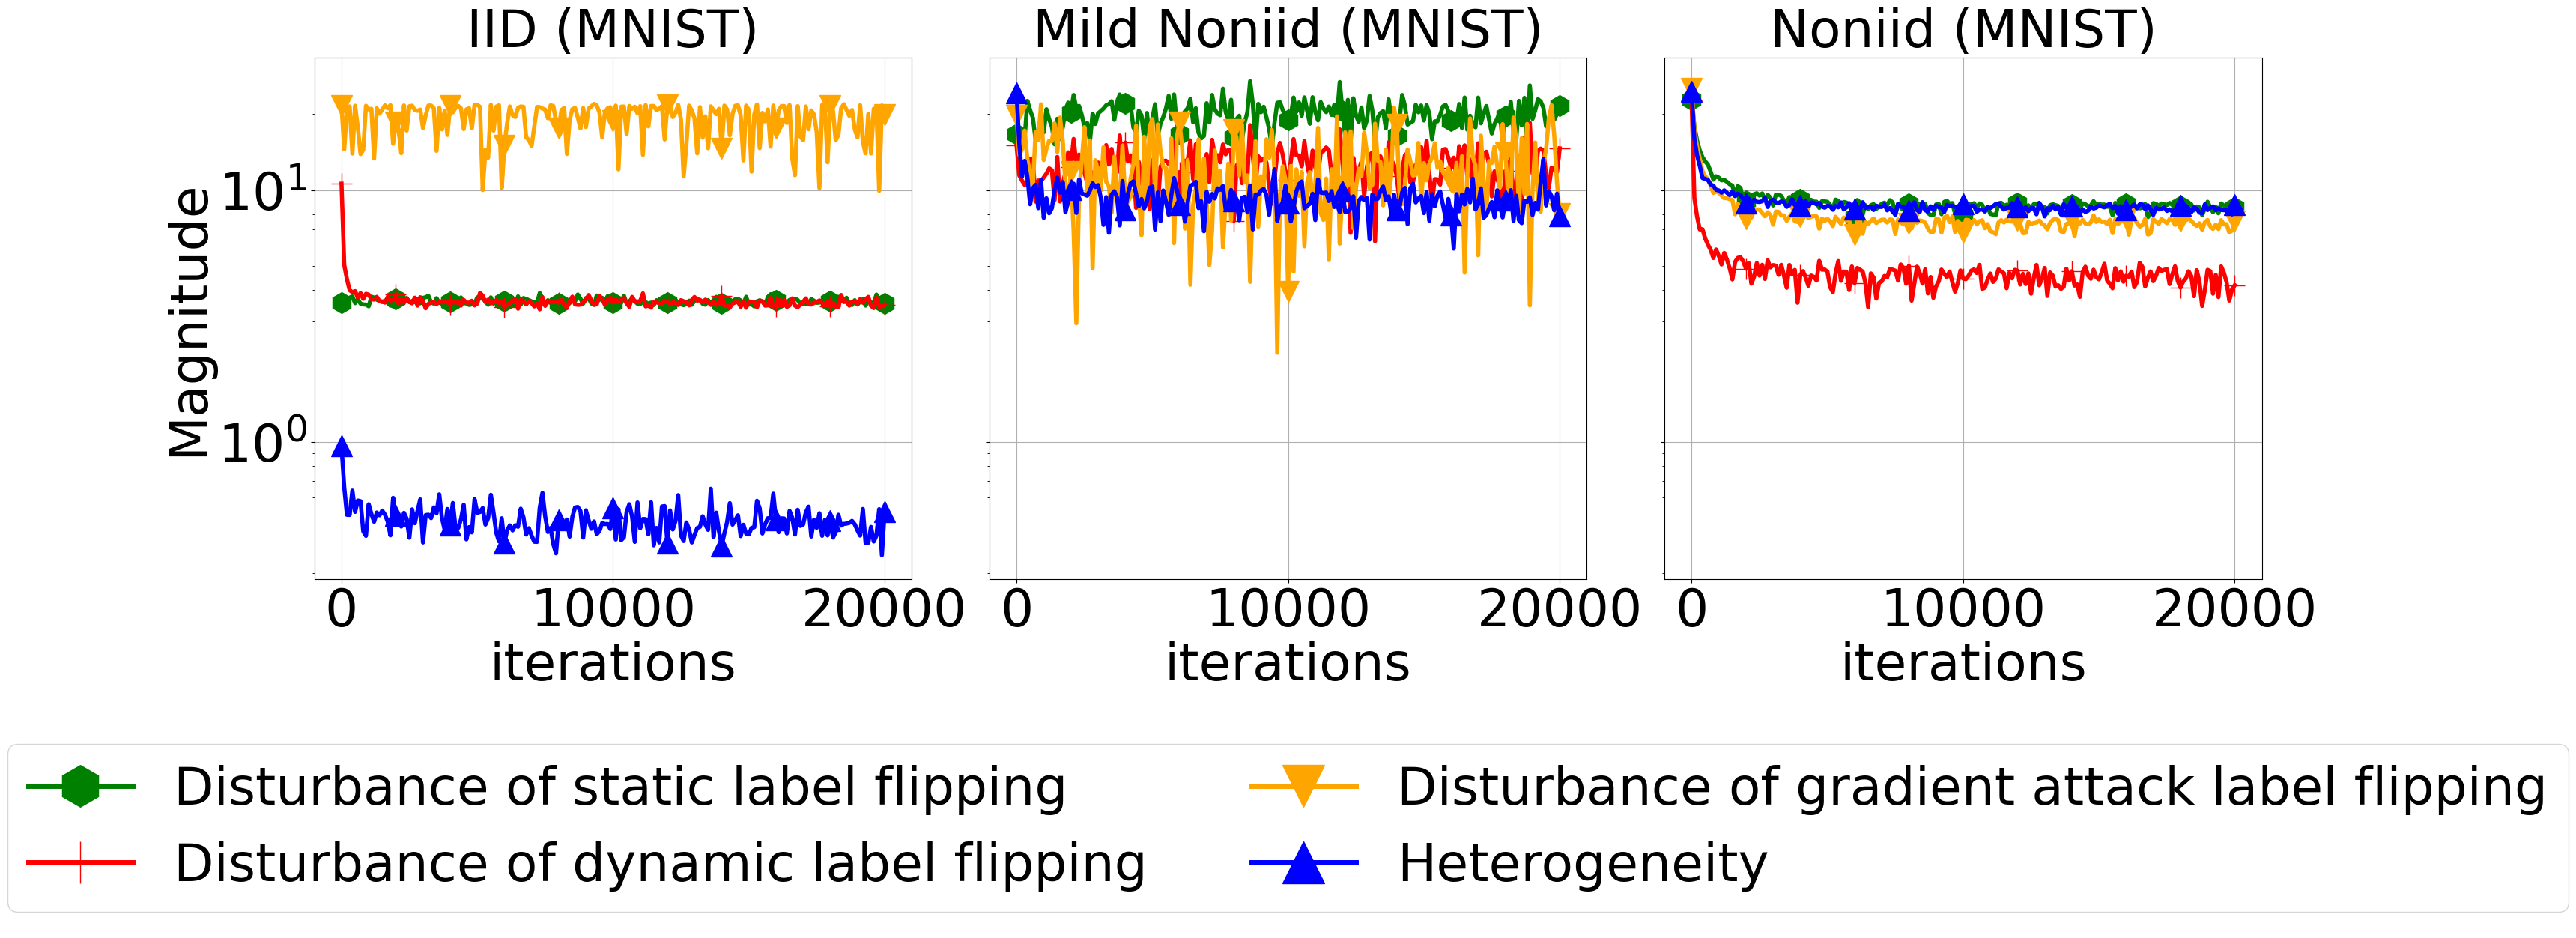 IID (MNIST)
Mild Noniid (MNIST)
Noniid (MNIST)
Magnitude
10^1
10^0
0 10000 20000
iterations
0 10000 20000
iterations
0 10000 20000
iterations
Disturbance of static label flipping
Disturbance of dynamic label flipping
Disturbance of gradient attack label flipping
Heterogeneity